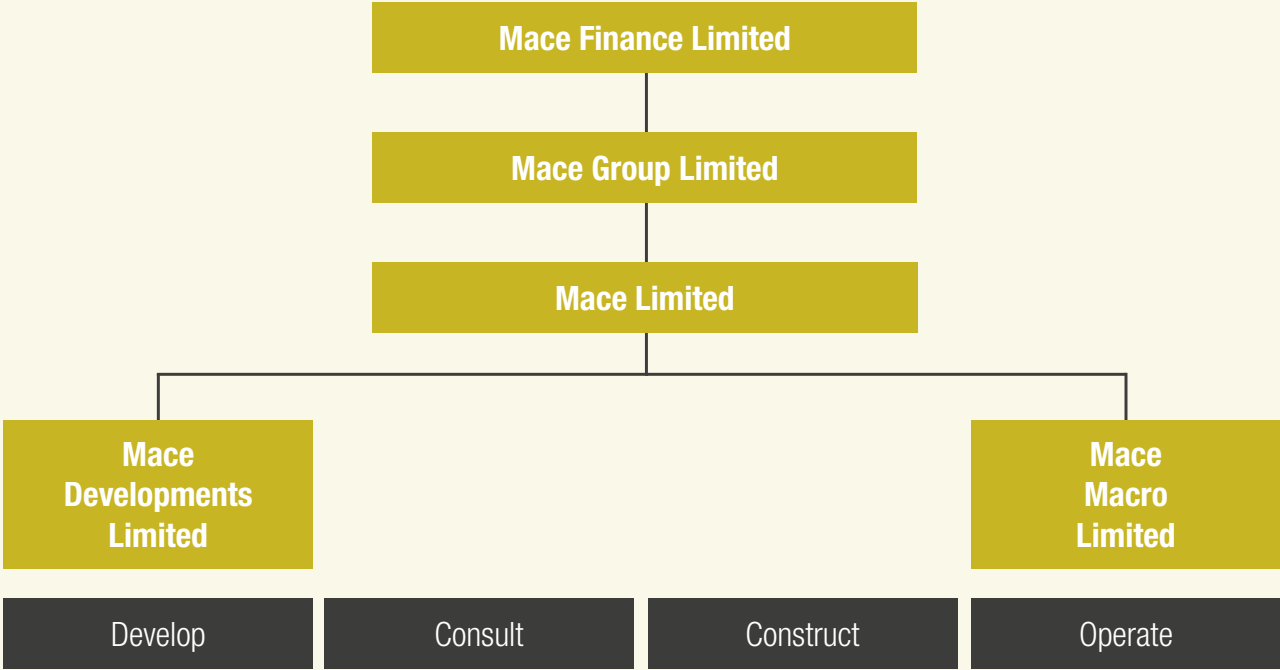 Mace Finance Limited
Mace Group Limited
Mace Limited
Mace
Developments
Limited
Mace
Macro
Limited
Develop
Consult
Construct
Operate